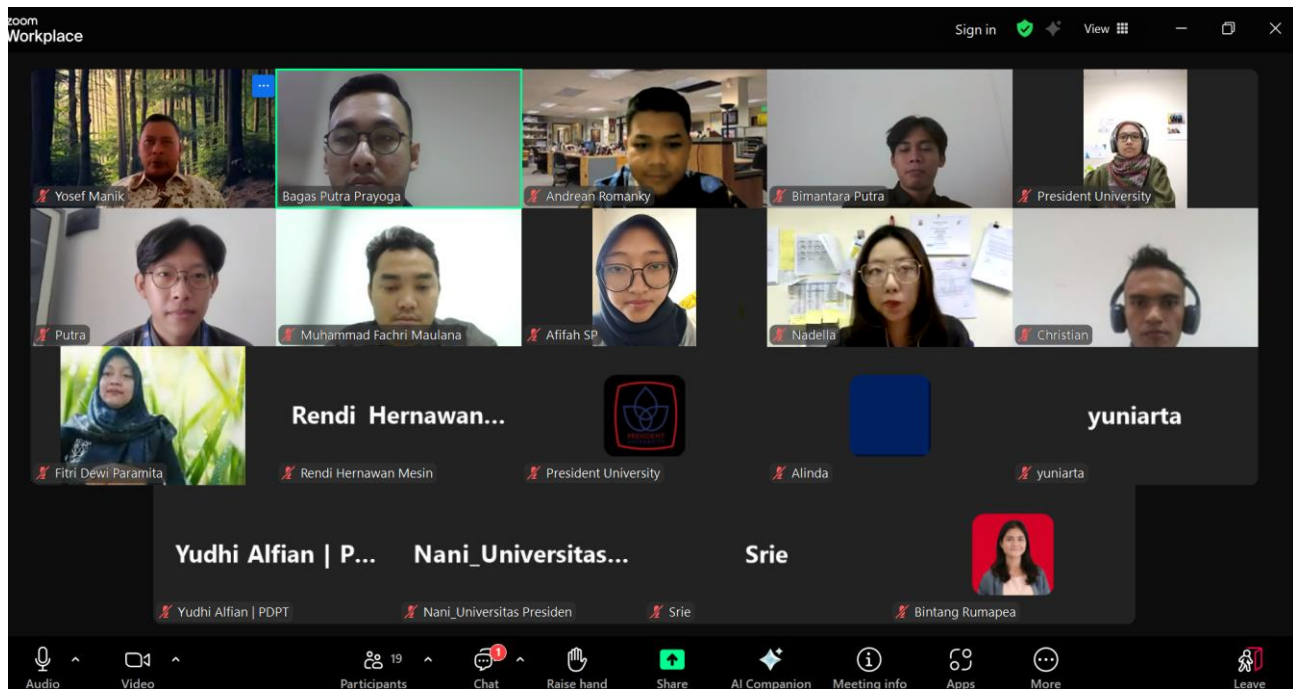 zoom
Workplace
Sign in
View
Yosef Manik
Bagas Putra Prayoga
Andrean Romanky
Bimantara Putra
President University
Putra
Muhammad Fachri Maulana
Afifah SP
Nadella
Christian
Fitri Dewi Paramita
Rendi Hernawan...
Rendi Hernawan Mesin
PRESIDENT
President University
Alinda
yuniarta
yuniarta
Yudhi Alfian | P...
Yudhi Alfian | PDPT
Nani_Universitas...
Nani_Universitas Presiden
Srie
Srie
Bintang Rumapea
Audio
Video
19
Participants
1
Chat
Raise hand
Share
AI Companion
Meeting info
Apps
More
Leave